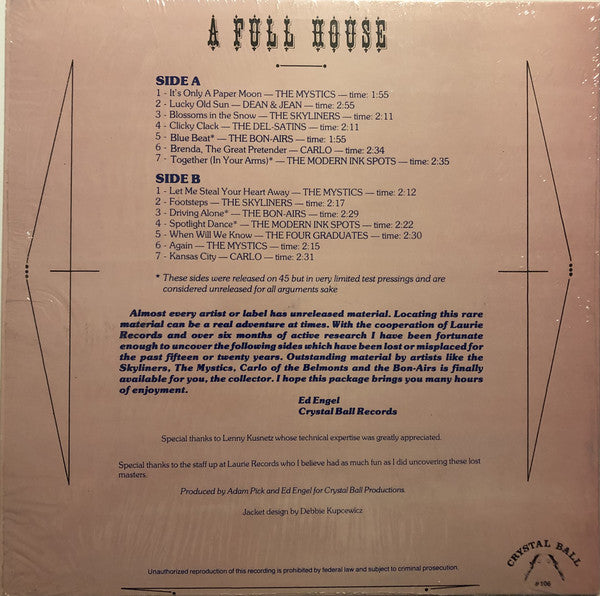 A FULL HOUSE
SIDE A
1 - It's Only A Paper Moon — THE MYSTICS — time: 1:55
2 - Lucky Old Sun — DEAN & JEAN — time: 2:55
3 - Blossoms in the Snow — THE SKYLINERS — time: 2:11
4 - Clicky Clack — THE DEL-SATINS — time: 2:11
5 - Blue Beat* — THE BON-AIRS — time: 1:55
6 - Brenda, The Great Pretender — CARLO — time: 2:34
7 - Together (In Your Arms)* — THE MODERN INK SPOTS — time: 2:35
SIDE B
1 - Let Me Steal Your Heart Away — THE MYSTICS — time: 2:12
2 - Footsteps — THE SKYLINERS — time: 2:17
3 - Driving Alone* — THE BON-AIRS — time: 2:29
4 - Spotlight Dance* — THE MODERN INK SPOTS — time: 2:22
5 - When Will We Know — THE FOUR GRADUATES — time: 2:30
6 - Again — THE MYSTICS — time: 2:15
7 - Kansas City — CARLO — time: 2:31
* These sides were released on 45 but in very limited test pressings and are
considered unreleased for all arguments sake
Almost every artist or label has unreleased material. Locating this rare
material can be a real adventure at times. With the cooperation of Laurie
Records and over six months of active research I have been fortunate
enough to uncover the following sides which have been lost or misplaced for
the past fifteen or twenty years. Outstanding material by artists like the
Skyliners, The Mystics, Carlo of the Belmonts and the Bon-Airs is finally
available for you, the collector. I hope this package brings you many hours
of enjoyment.
Ed Engel
Crystal Ball Records
Special thanks to Lenny Kusnetz whose technical expertise was greatly appreciated.
Special thanks to the staff up at Laurie Records who I believe had as much fun as I did uncovering these lost
masters.
Produced by Adam Pick and Ed Engel for Crystal Ball Productions.
Jacket design by Debbie Kupcewicz
Unauthorized reproduction of this recording is prohibited by federal law and subject to criminal prosecution.
CRYSTAL BALL
#106